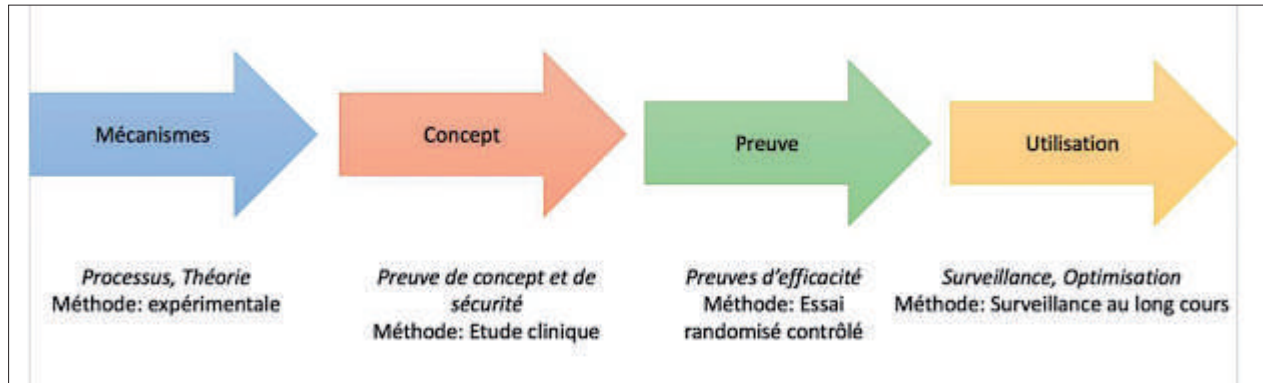 Mécanismes
Concept
Preuve
Utilisation
Processus, Théorie
Méthode: expérimentale
Preuve de concept et de
sécurité
Méthode: Etude clinique
Preuves d’efficacité
Méthode: Essai
randomisé contrôlé
Surveillance, Optimisation
Méthode: Surveillance au long cours